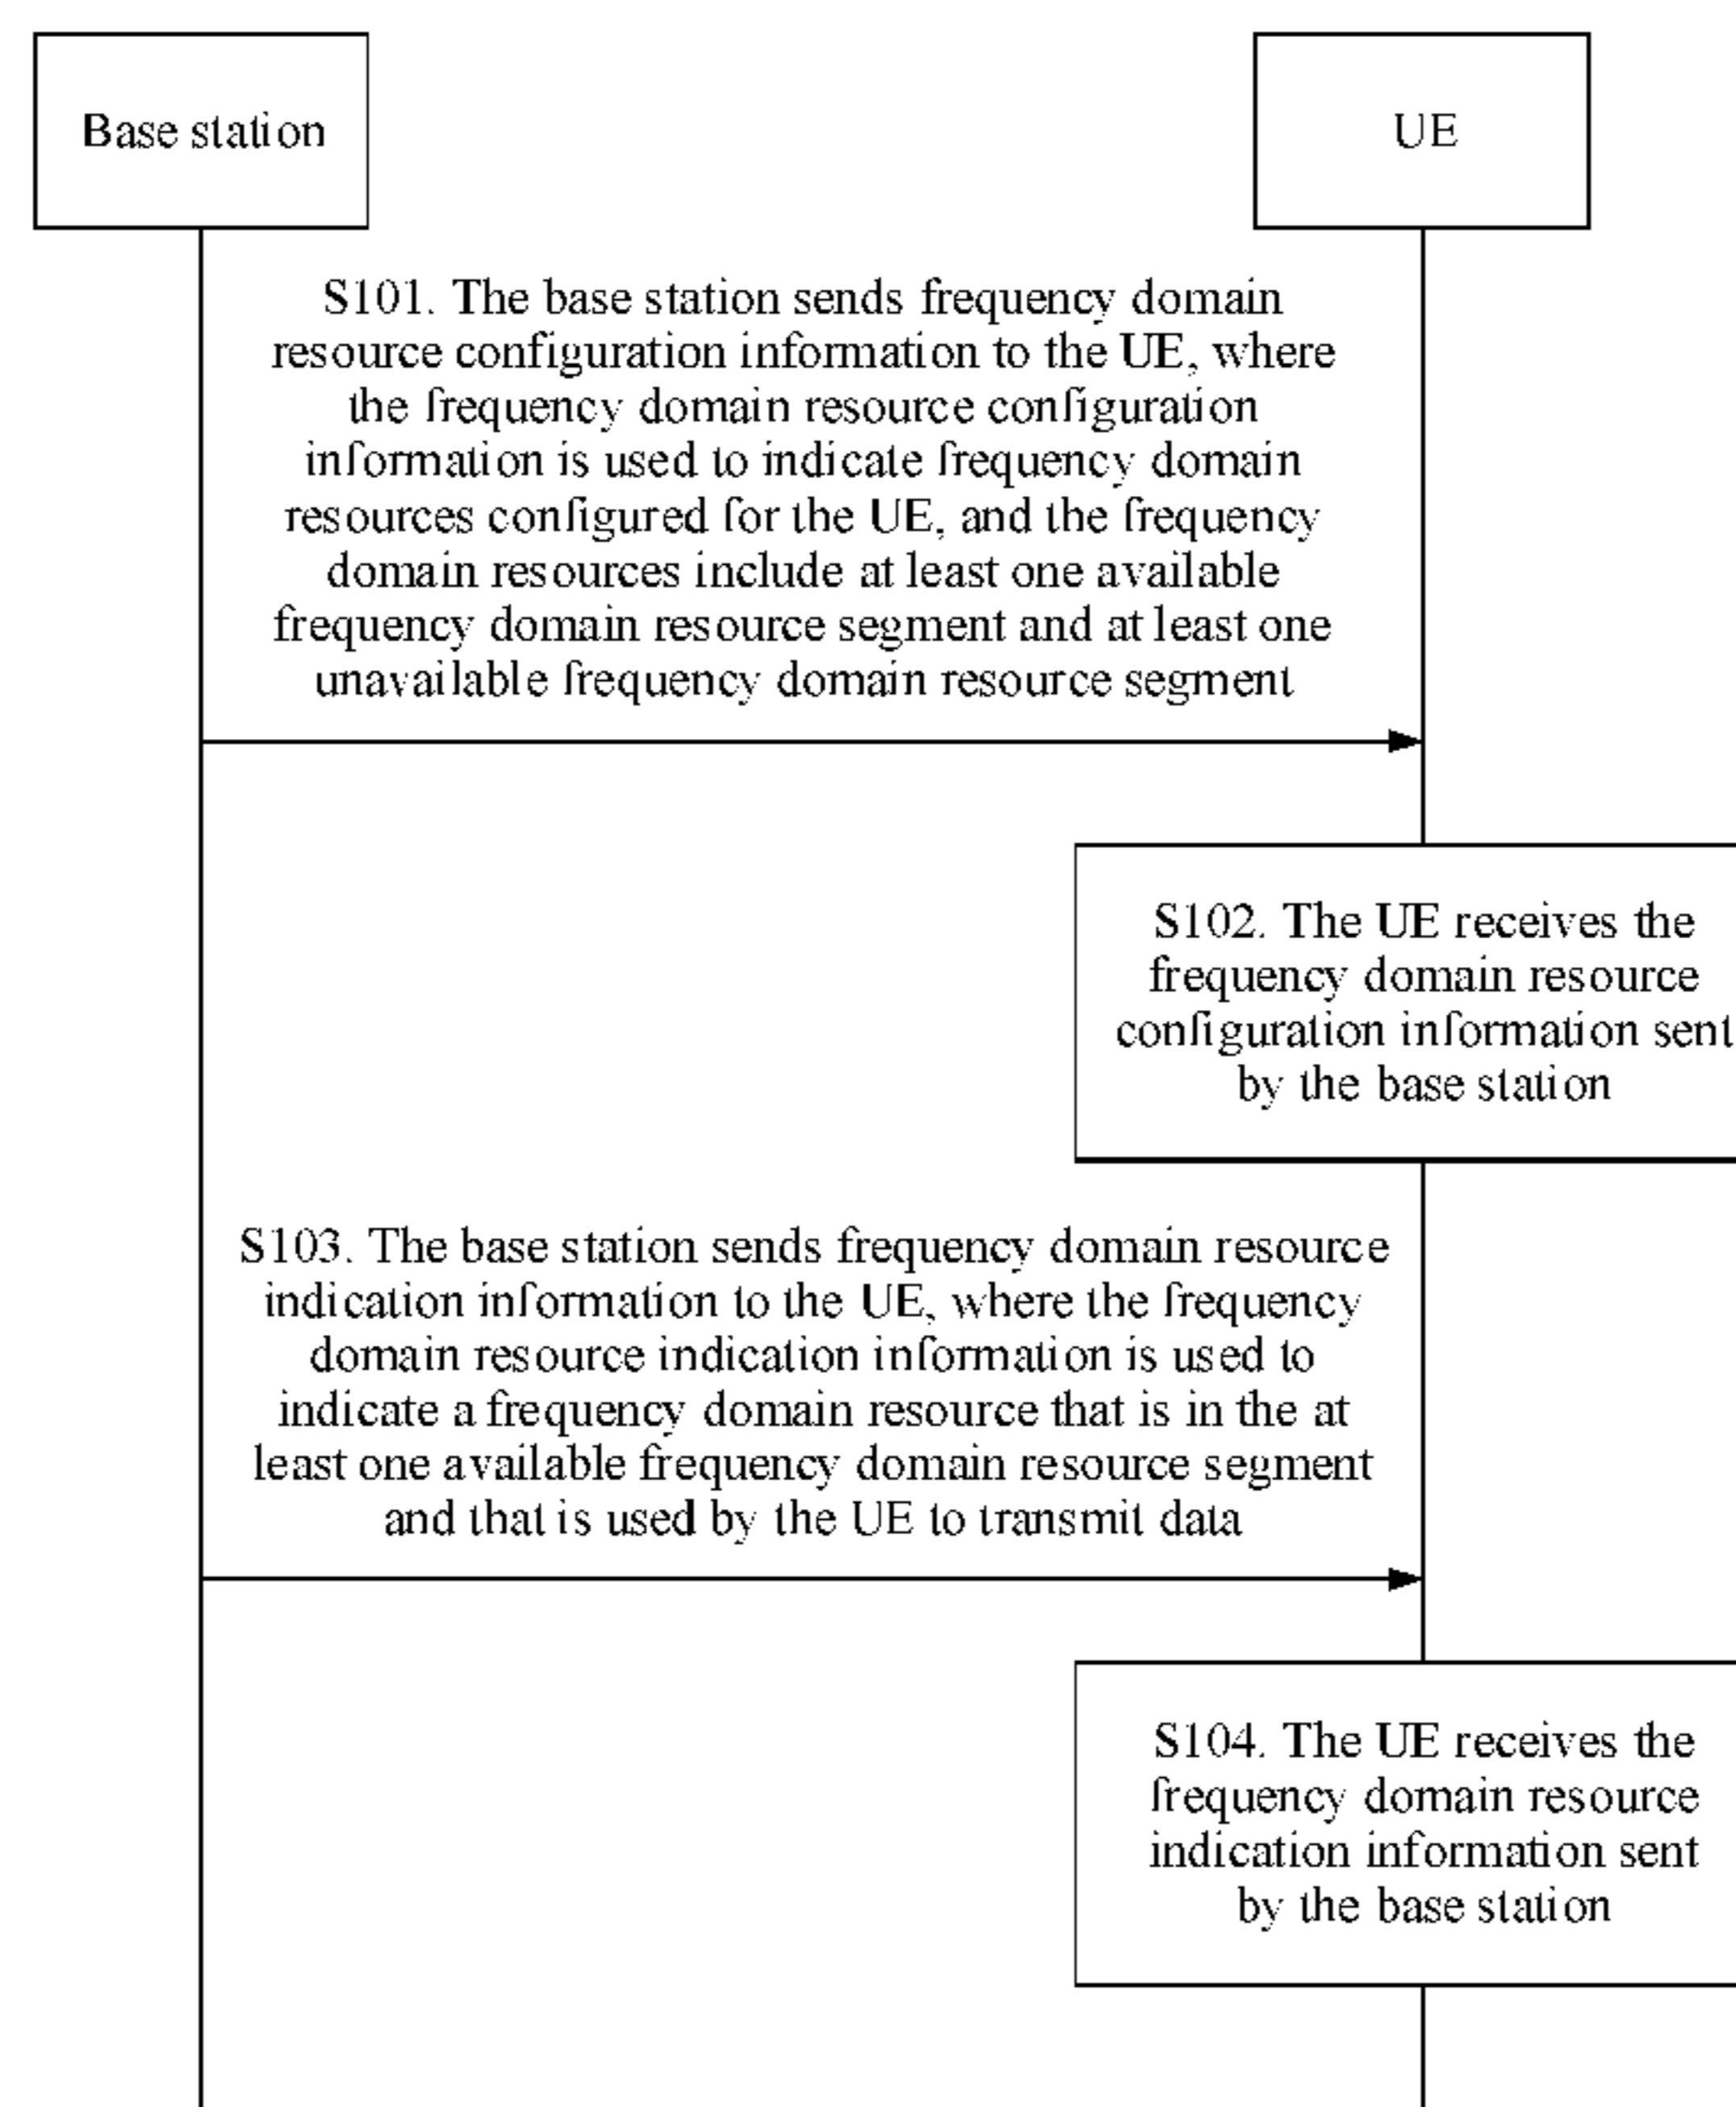 Base station
UE
S101. The base station sends frequency domain
resource configuration information to the UE, where
the frequency domain resource configuration
information is used to indicate frequency domain
resources configured for the UE, and the frequency
domain resources include at least one available
frequency domain resource segment and at least one
unavailable frequency domain resource segment
S102. The UE receives the
frequency domain resource
configuration information sent
by the base station
S103. The base station sends frequency domain resource
indication information to the UE, where the frequency
domain resource indication information is used to
indicate a frequency domain resource that is in the at
least one available frequency domain resource segment
and that is used by the UE to transmit data
S104. The UE receives the
frequency domain resource
indication information sent
by the base station